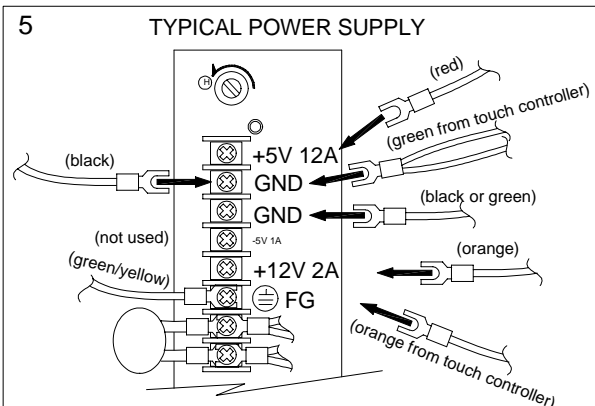 5
TYPICAL POWER SUPPLY
H
(red)
(green from touch controller)
+5V 12A
(black)
GND
GND
(black or green)
(not used)
-5V 1A
(orange)
(green/yellow)
+12V 2A
FG
(orange from touch controller)